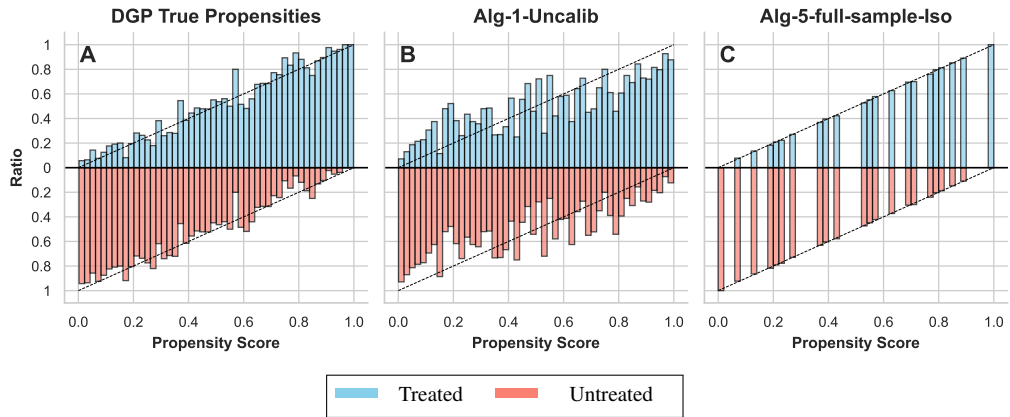 DGP True Propensities
Alg-1-Uncalib
Alg-5-full-sample-Iso
A
B
C
Ratio
1
0.8
0.6
0.4
0.2
0
0.2
0.4
0.6
0.8
1
0.0 0.2 0.4 0.6 0.8 1.0
0.0 0.2 0.4 0.6 0.8 1.0
0.0 0.2 0.4 0.6 0.8 1.0
Propensity Score
Propensity Score
Propensity Score
Treated
Untreated